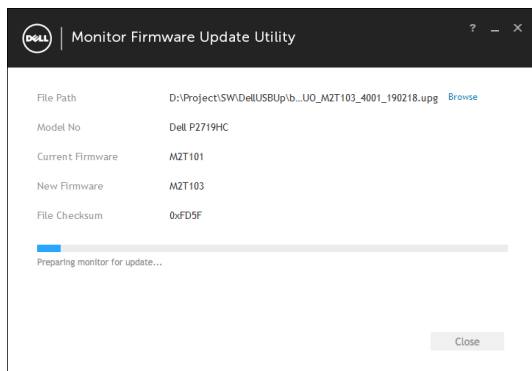 DELL Monitor Firmware Update Utility ? _ X
File Path D:\Project\SW\DellUSBUp\b...UO_M2T103_4001_190218.upg Browse
Model No Dell P2719HC
Current Firmware M2T101
New Firmware M2T103
File Checksum 0xFD5F
Preparing monitor for update...
Close